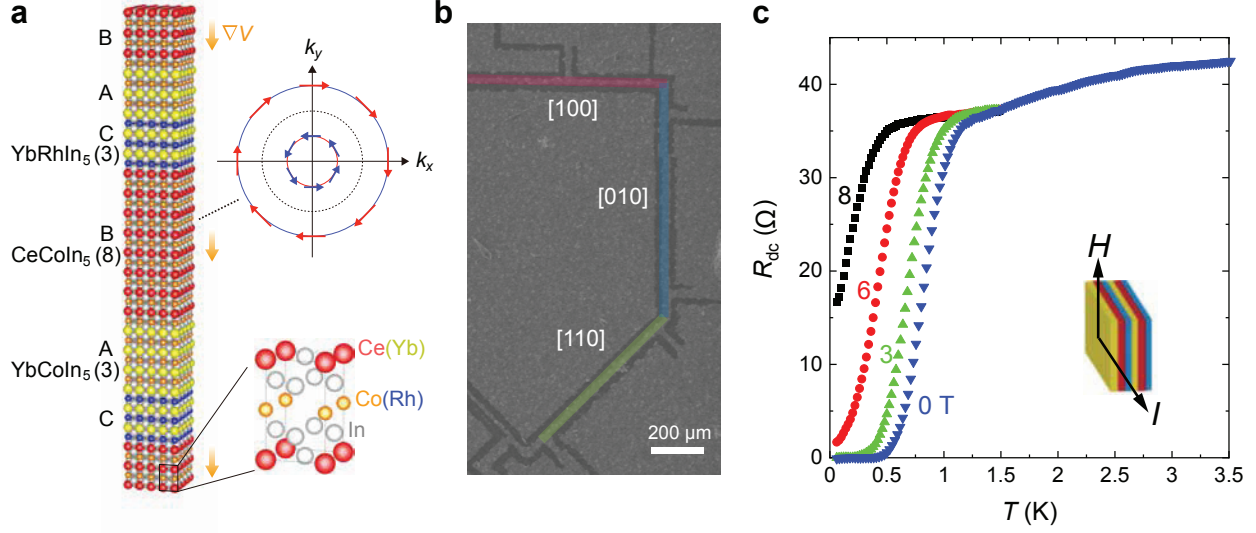 a
B
∇V
A
C
YbRhIn₅ (3)
B
CeCoIn₅ (8)
A
YbCoIn₅ (3)
C
k_y
k_x
Ce(Yb)
Co(Rh)
In
b
[100]
[010]
[110]
200 μm
c
R_dc (Ω)
40
30
20
10
0
0
0.5
1
1.5
2
2.5
3
3.5
T (K)
8
6
3
0 T
H
I